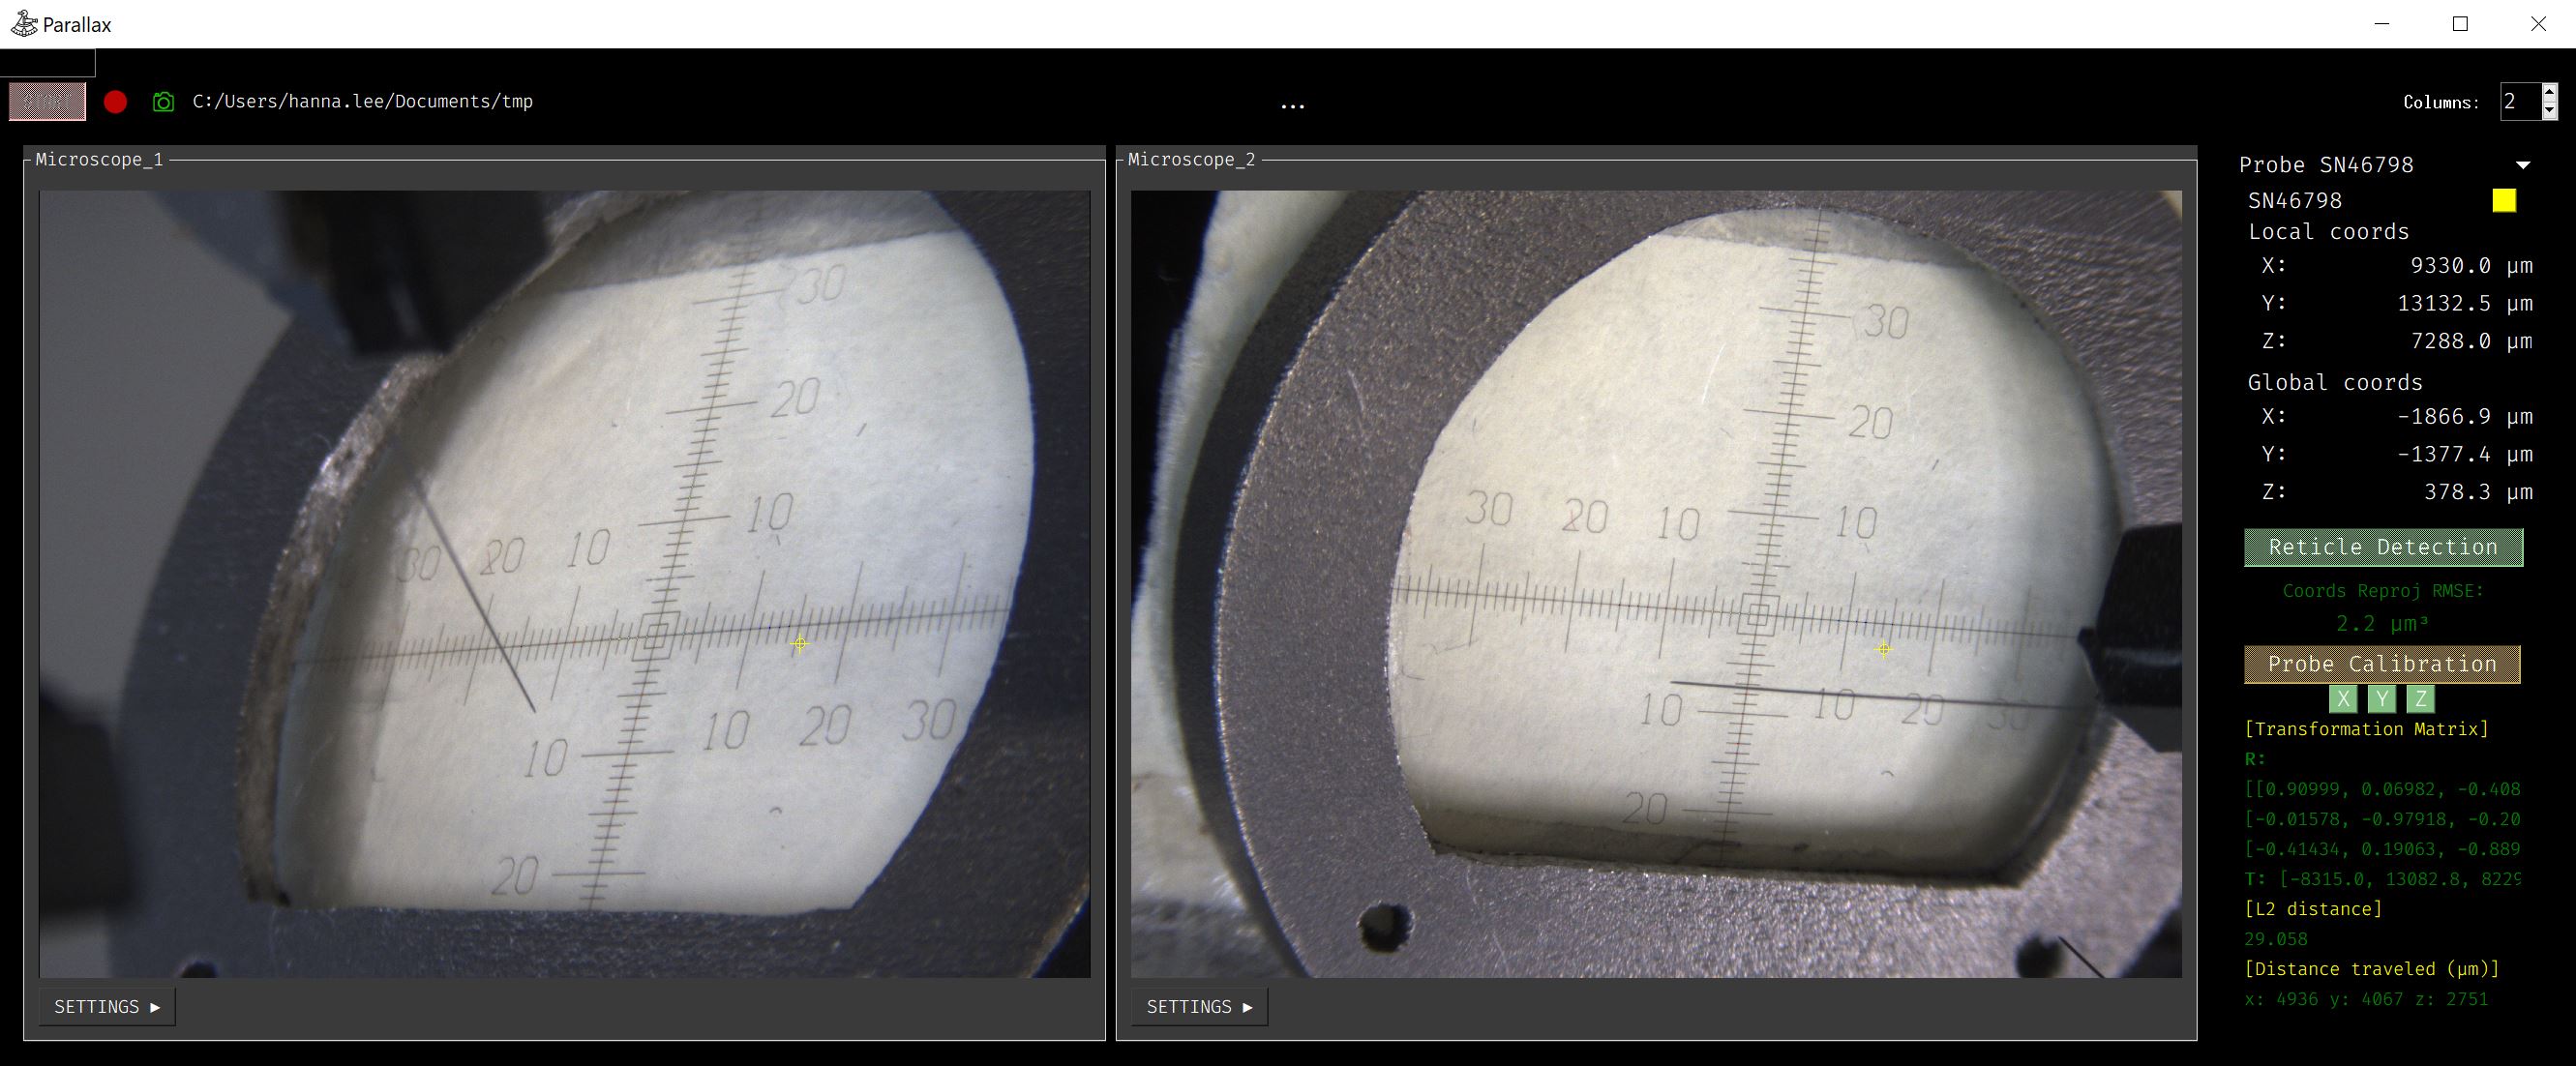 Parallax
START
C:/Users/hanna.lee/Documents/tmp
...
Columns: 2
Microscope_1
30
20
10
10
30 20 10
10 20 30
10
20
SETTINGS ►
Microscope_2
30
20
10
30 20 10
10
10 20 30
20
SETTINGS ►
Probe SN46798
SN46798
Local coords
X: 9330.0 µm
Y: 13132.5 µm
Z: 7288.0 µm
Global coords
X: -1866.9 µm
Y: -1377.4 µm
Z: 378.3 µm
Reticle Detection
Coords Reproj RMSE:
2.2 µm³
Probe Calibration
X Y Z
[Transformation Matrix]
R:
[[0.90999, 0.06982, -0.408
[-0.01578, -0.97918, -0.20
[-0.41434, 0.19063, -0.889
T: [-8315.0, 13082.8, 8229
[L2 distance]
29.058
[Distance traveled (µm)]
x: 4936 y: 4067 z: 2751